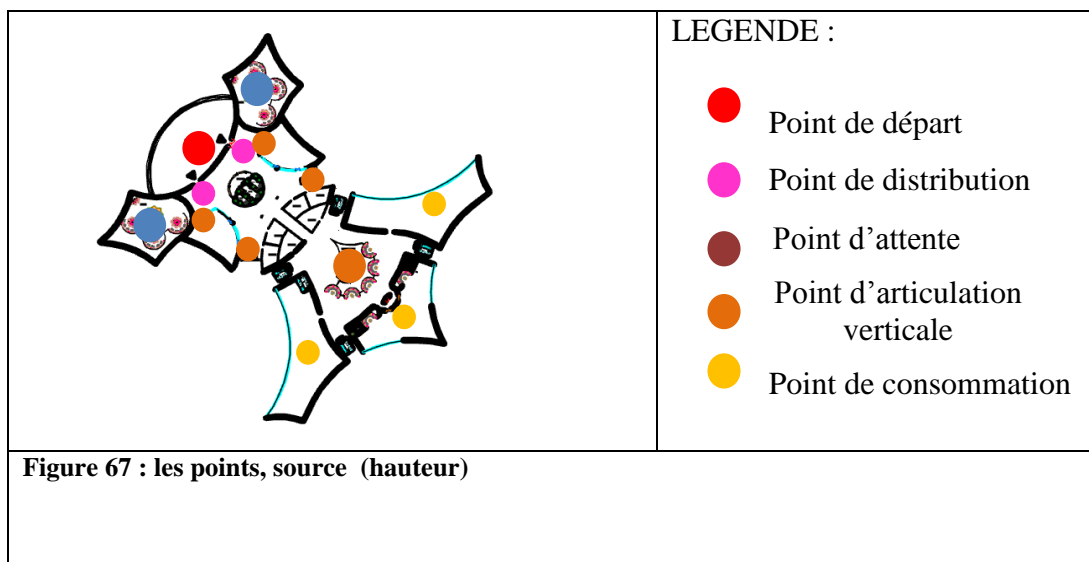 LEGENDE :
Point de départ
Point de distribution
Point d’attente
Point d’articulation
verticale
Point de consommation
Figure 67 : les points, source  (hauteur)